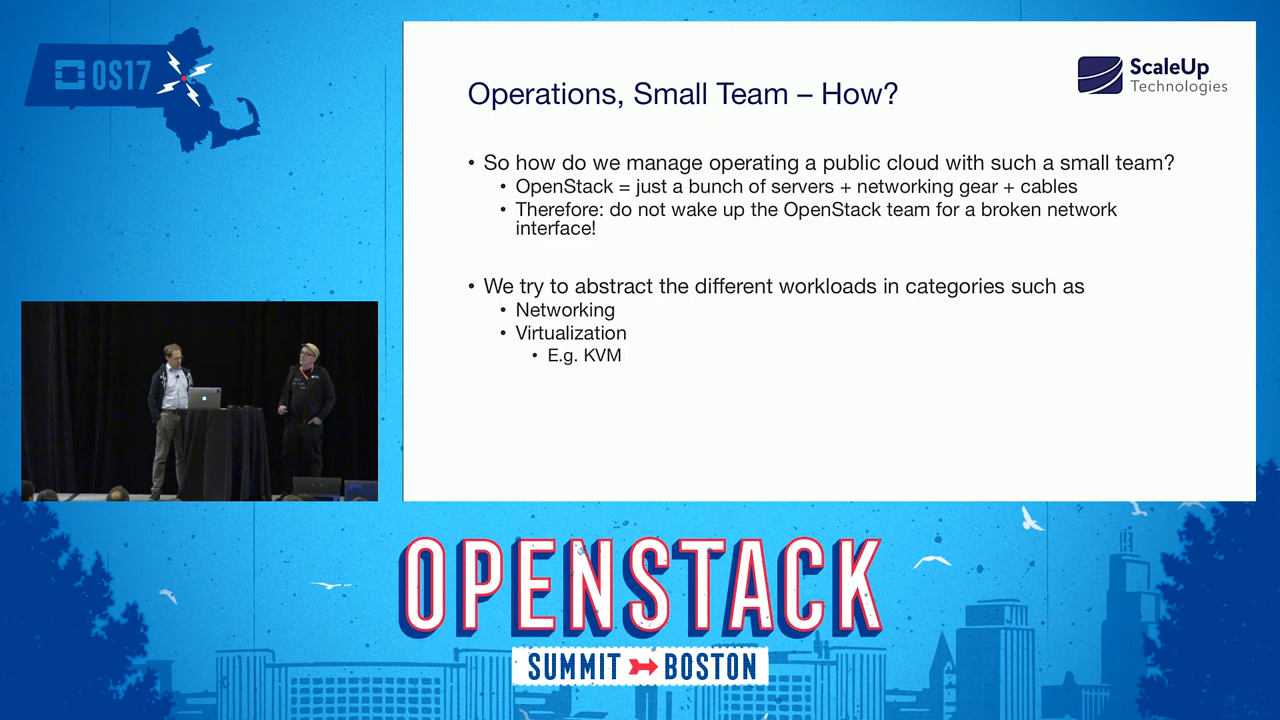 OS17
ScaleUp
Technologies
Operations, Small Team – How?
• So how do we manage operating a public cloud with such a small team?
• OpenStack = just a bunch of servers + networking gear + cables
• Therefore: do not wake up the OpenStack team for a broken network
interface!
• We try to abstract the different workloads in categories such as
• Networking
• Virtualization
• E.g. KVM
OPENSTACK
SUMMIT BOSTON